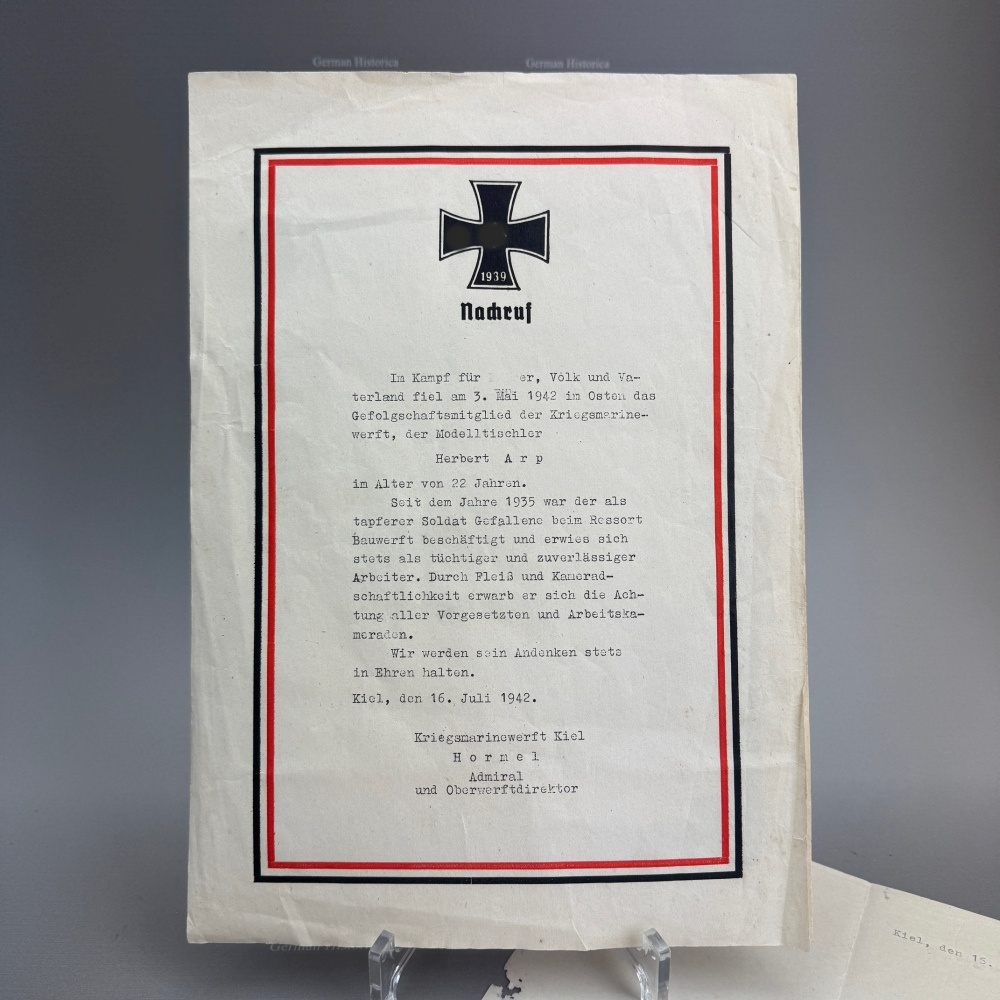 German Historica
German Historica
1939
Nachruf
Im Kampf für er, Volk und Va-
terland fiel am 3. Mai 1942 im Osten das
Gefolgschaftsmitglied der Kriegsmarine-
werft, der Modelltischler
Herbert A r p
im Alter von 22 Jahren.
Seit dem Jahre 1935 war der als
tapferer Soldat Gefallene beim Ressort
Bauwerft beschäftigt und erwies sich
stets als tüchtiger und zuverlässiger
Arbeiter. Durch Fleiß und Kamerad-
schaftlichkeit erwarb er sich die Ach-
tung aller Vorgesetzten und Arbeitska-
meraden.
Wir werden sein Andenken stets
in Ehren halten.
Kiel, den 16. Juli 1942.
Kriegsmarinewerft Kiel
H o r m e l
Admiral
und Oberwerftdirektor
Kiel, den 15.
German Historica